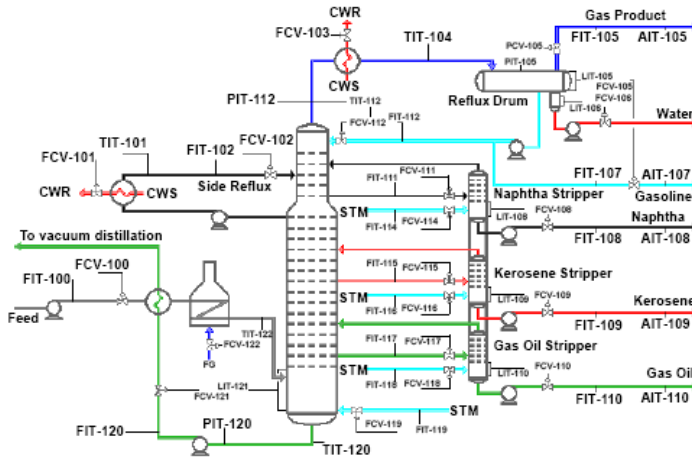 CWR
Gas Product
FCV-103
TIT-104
PCV-105
FIT-105 AIT-105
PIT-105
LIT-105
CWS
FCV-105
PIT-112
TIT-112
Reflux Drum
LIT-106
FCV-106
FCV-112
FIT-112
Water
TIT-101
FIT-102
FCV-102
FCV-101
FIT-111
FCV-111
FIT-107 AIT-107
CWR
CWS
Side Reflux
Naphtha Stripper
Gasoline
STM
LIT-108
FCV-108
Naphtha
FIT-114
FCV-114
To vacuum distillation
FIT-108 AIT-108
FIT-100
FCV-100
FIT-115
FCV-115
Kerosene Stripper
STM
LIT-109
FCV-109
Kerosene
FIT-116
FCV-116
Feed
TIT-122
FIT-109 AIT-109
FCV-122
FIT-117
FCV-117
Gas Oil Stripper
FG
STM
LIT-110
FCV-110
Gas Oil
LIT-121
FCV-121
FIT-118
FCV-118
FIT-110 AIT-110
STM
FIT-120
PIT-120
FCV-119
FIT-119
TIT-120